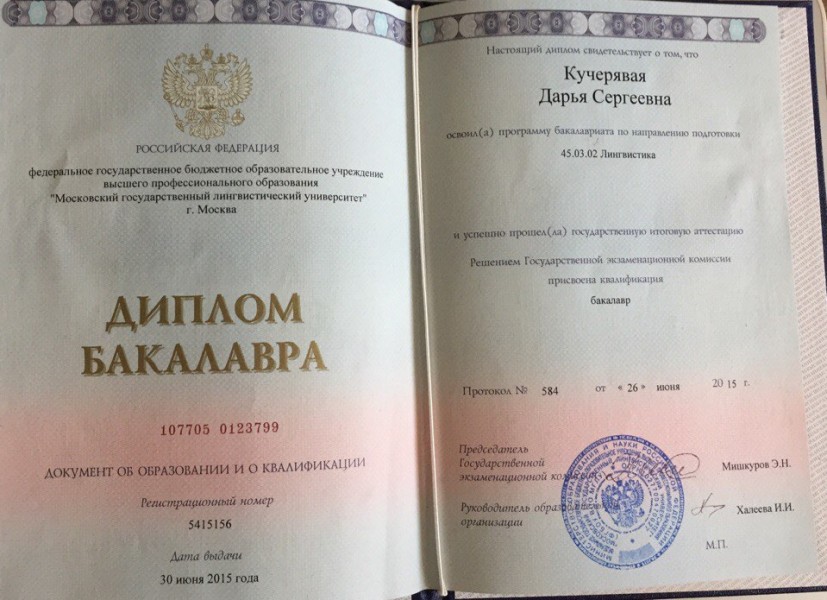 РОССИЙСКАЯ ФЕДЕРАЦИЯ
федеральное государственное бюджетное образовательное учреждение
высшего профессионального образования
"Московский государственный лингвистический университет"
г. Москва
ДИПЛОМ
БАКАЛАВРА
107705 0123799
ДОКУМЕНТ ОБ ОБРАЗОВАНИИ И О КВАЛИФИКАЦИИ
Регистрационный номер
5415156
Дата выдачи
30 июня 2015 года
Настоящий диплом свидетельствует о том, что
Кучерявая
Дарья Сергеевна
освоил(а) программу бакалавриата по направлению подготовки
45.03.02 Лингвистика
и успешно прошел(ла) государственную итоговую аттестацию
Решением Государственной экзаменационной комиссии
присвоена квалификация
бакалавр
Протокол № 584 от « 26 » июня 20 15 г.
Председатель
Государственной
экзаменационной Мишкуров Э.Н.
Руководитель
организации Халеева И.И.
М.П.